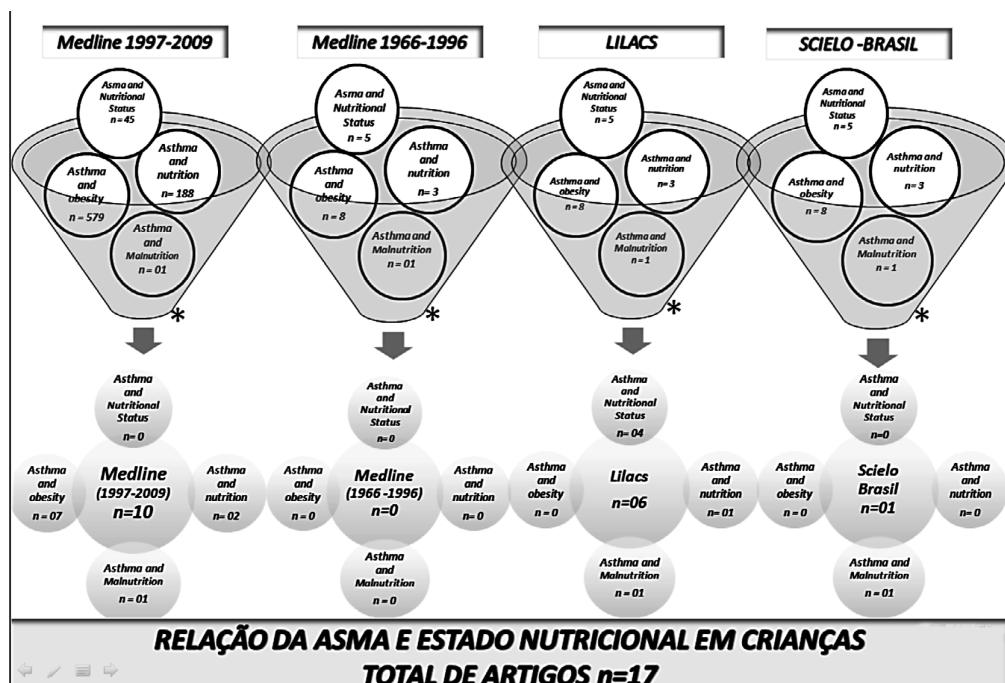 Medline 1997-2009
Medline 1966-1996
LILACS
SCIELO -BRASIL
Asma and
Nutritional
Status
n= 45
Asthma
and
nutrition
n= 188
Asthma
and
obesity
n = 579
Asthma
and
Malnutrition
n= 01
*
Asma and
Nutritional
Status
n = 5
Asthma
and
nutrition
n= 3
Asthma
and
obesity
n = 8
Asthma and
Malnutrition
n= 01
*
Asma and
Nutritional
Status
n= 5
Asthma and
nutrition
n=3
Asthma and
obesity
n=8
Asthma and
Malnutrition
n= 1
*
Asma and
Nutritional
Status
n= 5
Asthma
and nutrition
n= 3
Asthma and
obesity
n= 8
Asthma and
Malnutrition
n= 1
*
Asthma
and
Nutritional
Status
n= 0
Asthma
and
obesity
n = 07
Medline
(1997-2009)
n=10
Asthma
and
nutrition
n= 02
Asthma and
Malnutrition
n = 01
Asthma
and
Nutritional
Status
n=0
Asthma
and
obesity
n= 0
Medline
(1966 -1996)
n=0
Asthma
and
nutrition
n= 0
Asthma
and
Malnutrition
n= 0
Asthma
and
Nutritional
Status
n= 04
Asthma
and
obesity
n= 0
Lilacs
n=06
Asthma
and
nutrition
n=01
Asthma and
Malnutrition
n=01
Asthma
and
Nutritional
Status
n=0
Asthma
and
obesity
n= 0
Scielo
Brasil
n=01
Asthma
and
nutrition
n= 0
Asthma and
Malnutrition
n=01
RELAÇÃO DA ASMA E ESTADO NUTRICIONAL EM CRIANÇAS
TOTAL DE ARTIGOS n=17